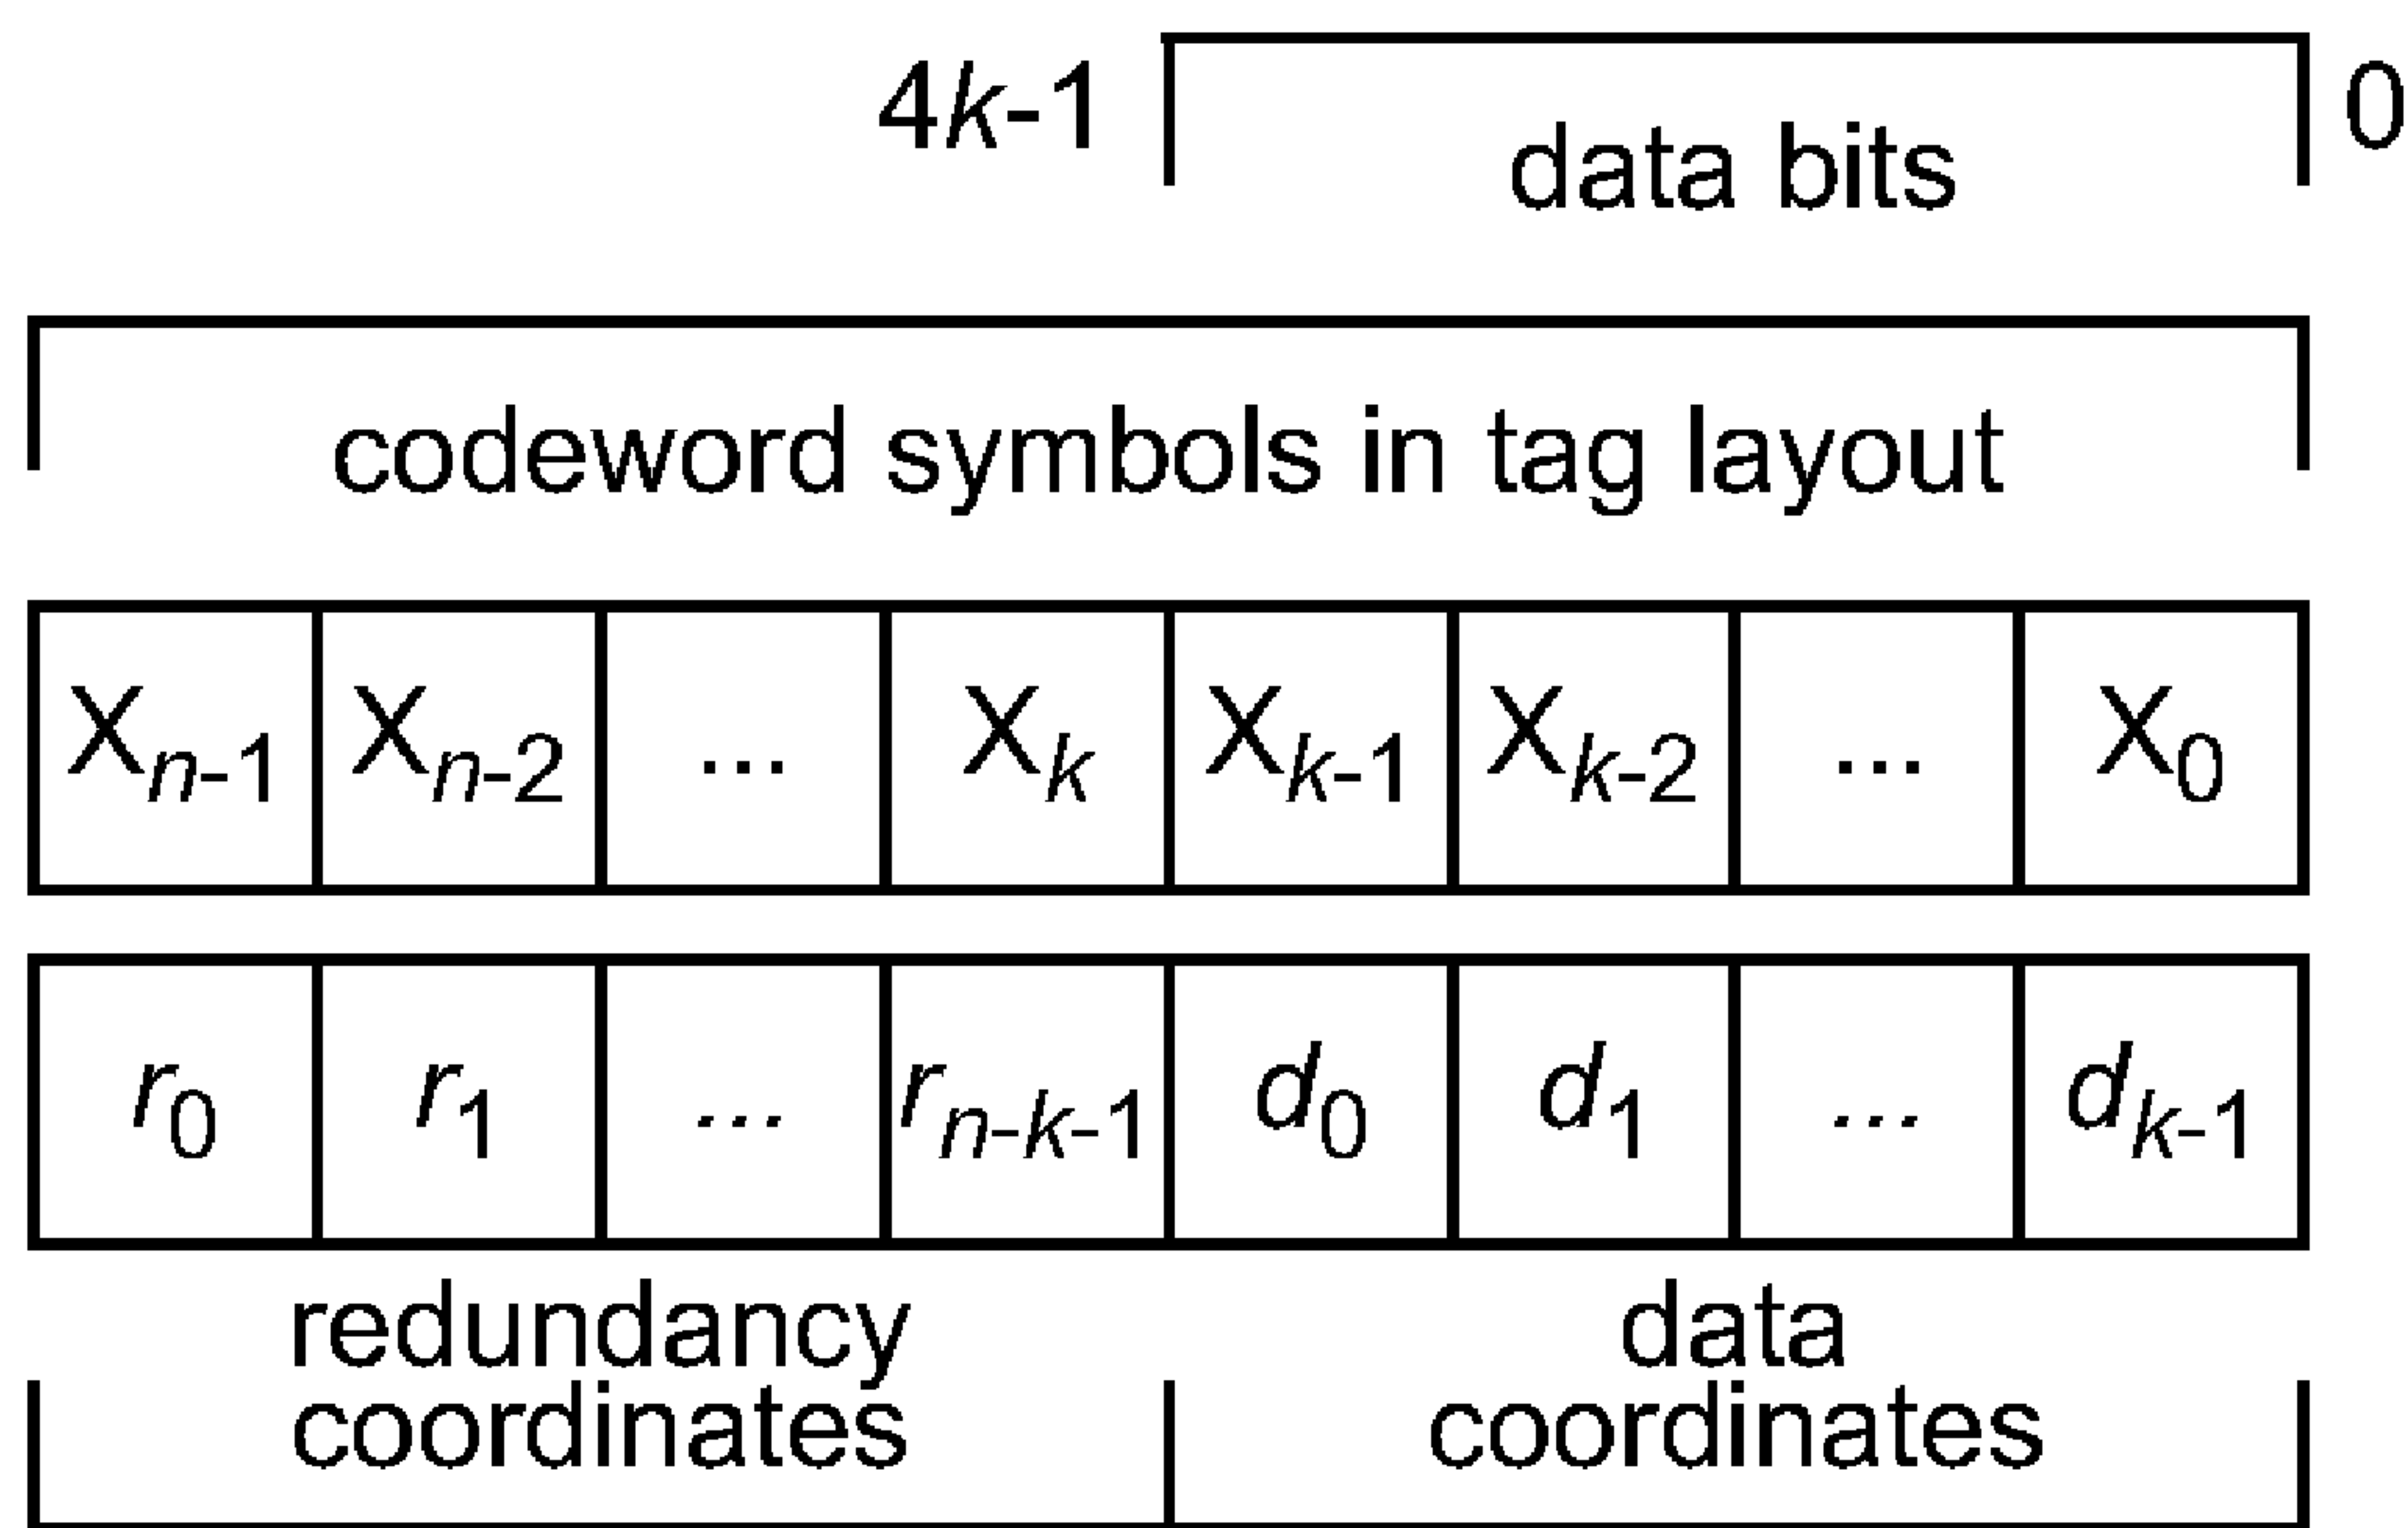 4k-1 data bits 0
codeword symbols in tag layout
Xn-1 Xn-2 ... Xk Xk-1 Xk-2 ... X0
r0 r1 ... rn-k-1 d0 d1 ... dk-1
redundancy data
coordinates coordinates